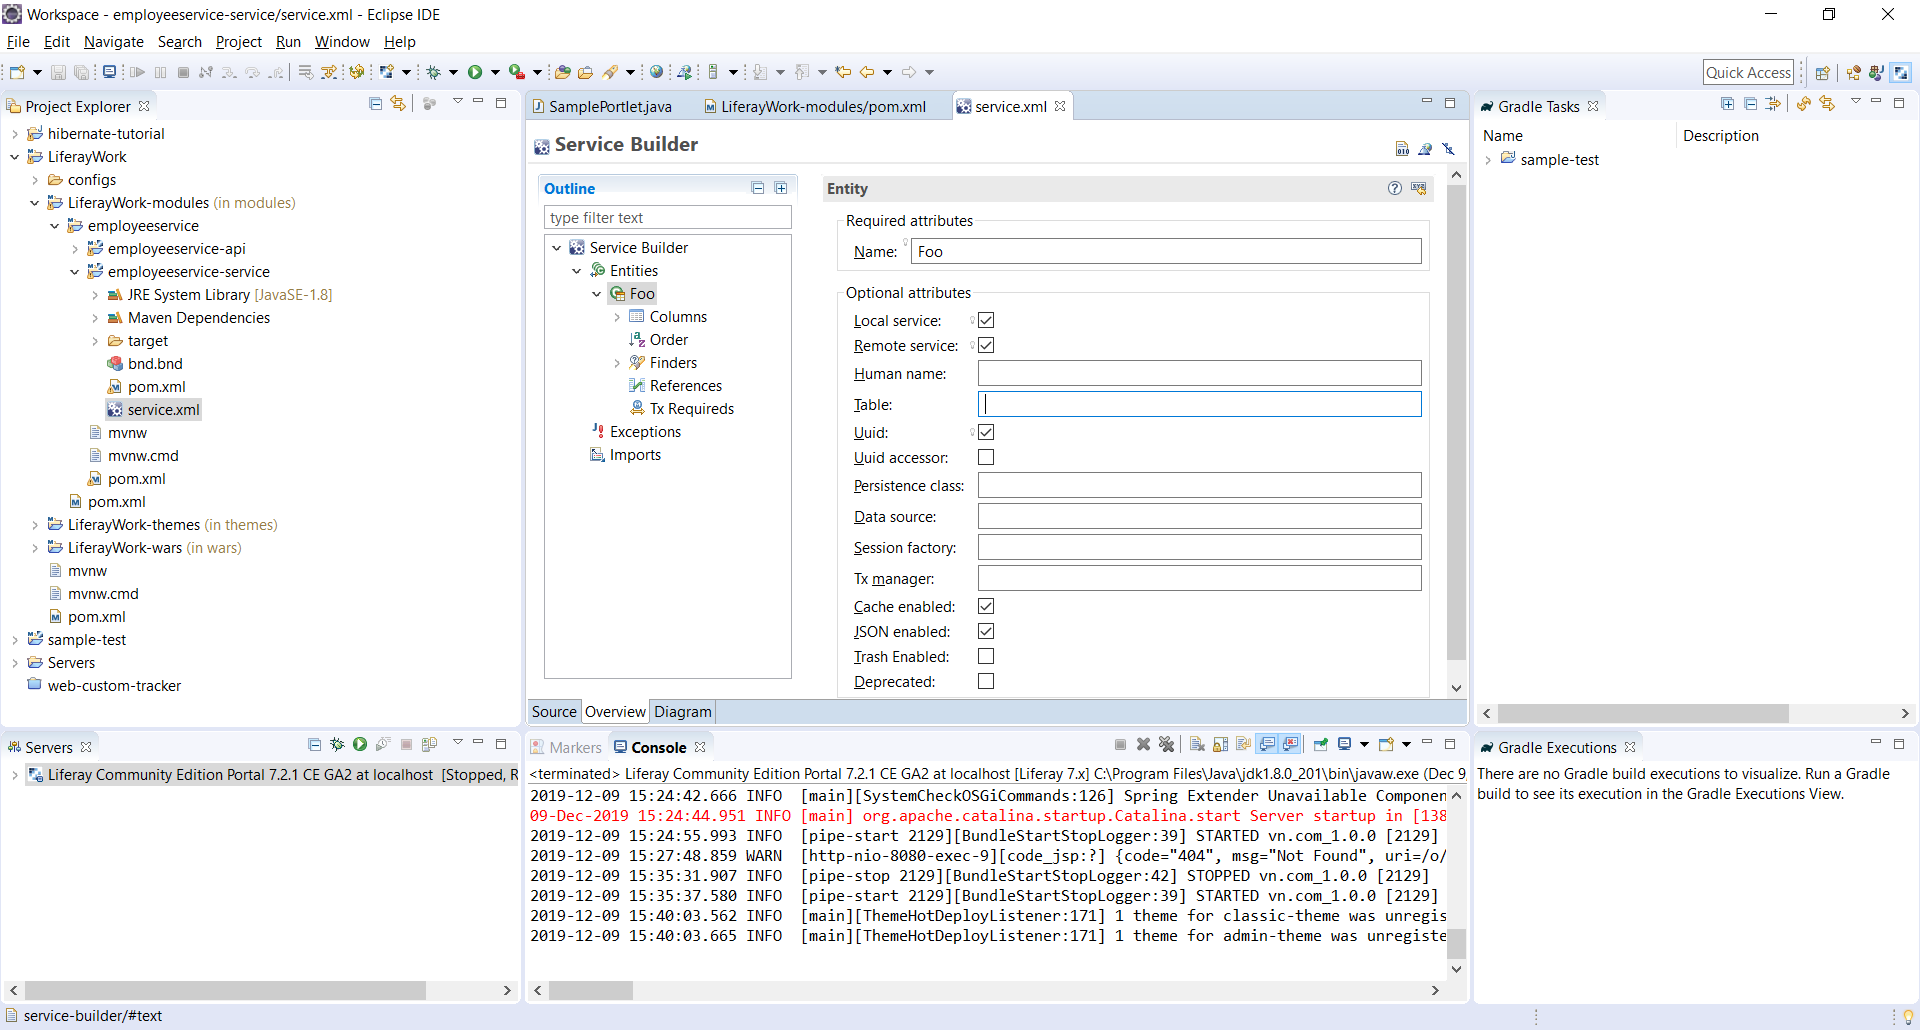 Workspace - employeeservice-service/service.xml - Eclipse IDE
File Edit Navigate Search Project Run Window Help
Quick Access
Project Explorer
hibernate-tutorial
LiferayWork
configs
LiferayWork-modules (in modules)
employeeservice
employeeservice-api
employeeservice-service
JRE System Library [JavaSE-1.8]
Maven Dependencies
target
bnd.bnd
pom.xml
service.xml
mvnw
mvnw.cmd
pom.xml
pom.xml
LiferayWork-themes (in themes)
LiferayWork-wars (in wars)
mvnw
mvnw.cmd
pom.xml
sample-test
Servers
web-custom-tracker
SamplePortlet.java LiferayWork-modules/pom.xml service.xml
Service Builder
Outline
type filter text
Service Builder
Entities
Foo
Columns
Order
Finders
References
Tx Requireds
Exceptions
Imports
Entity
Required attributes
Name: Foo
Optional attributes
Local service:
Remote service:
Human name:
Table:
Uuid:
Uuid accessor:
Persistence class:
Data source:
Session factory:
Tx manager:
Cache enabled:
JSON enabled:
Trash Enabled:
Deprecated:
Source Overview Diagram
Gradle Tasks
Name Description
sample-test
Servers
Liferay Community Edition Portal 7.2.1 CE GA2 at localhost [Stopped, R
Markers Console
<terminated> Liferay Community Edition Portal 7.2.1 CE GA2 at localhost [Liferay 7.x] C:\Program Files\Java\jdk1.8.0_201\bin\javaw.exe (Dec 9,
2019-12-09 15:24:42.666 INFO [main][SystemCheckOSGiCommands:126] Spring Extender Unavailable Componen
09-Dec-2019 15:24:44.951 INFO [main] org.apache.catalina.startup.Catalina.start Server startup in [138
2019-12-09 15:24:55.993 INFO [pipe-start 2129][BundleStartStopLogger:39] STARTED vn.com_1.0.0 [2129]
2019-12-09 15:27:48.859 WARN [http-nio-8080-exec-9][code_jsp:?] {code="404", msg="Not Found", uri=/o/
2019-12-09 15:35:31.907 INFO [pipe-stop 2129][BundleStartStopLogger:42] STOPPED vn.com_1.0.0 [2129]
2019-12-09 15:35:37.580 INFO [pipe-start 2129][BundleStartStopLogger:39] STARTED vn.com_1.0.0 [2129]
2019-12-09 15:40:03.562 INFO [main][ThemeHotDeployListener:171] 1 theme for classic-theme was unregis
2019-12-09 15:40:03.665 INFO [main][ThemeHotDeployListener:171] 1 theme for admin-theme was unregiste
Gradle Executions
There are no Gradle build executions to visualize. Run a Gradle
build to see its execution in the Gradle Executions View.
service-builder/#text